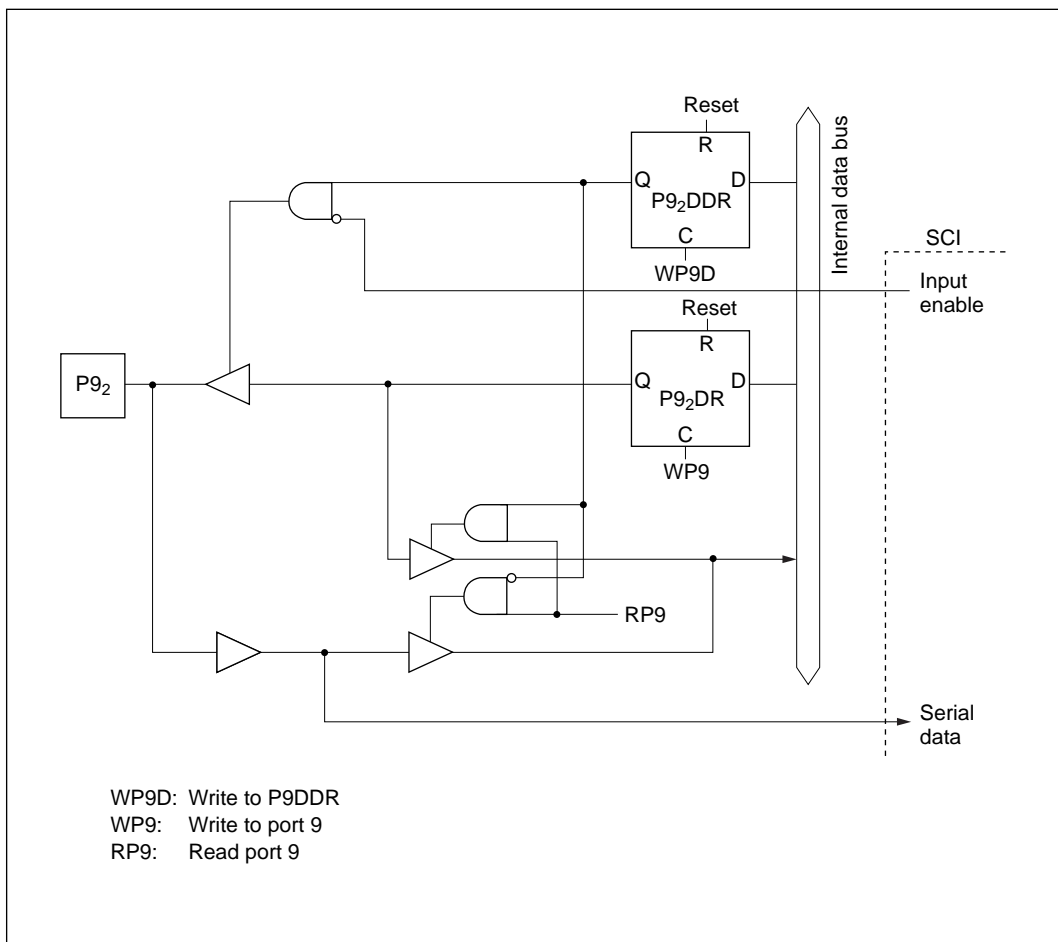 Reset
R
Q
D
P9₂DDR
C
WP9D
Internal data bus
SCI
Input
enable
Reset
R
P9₂
Q
D
P9₂DR
C
WP9
RP9
Serial
data
WP9D: Write to P9DDR
WP9: Write to port 9
RP9: Read port 9